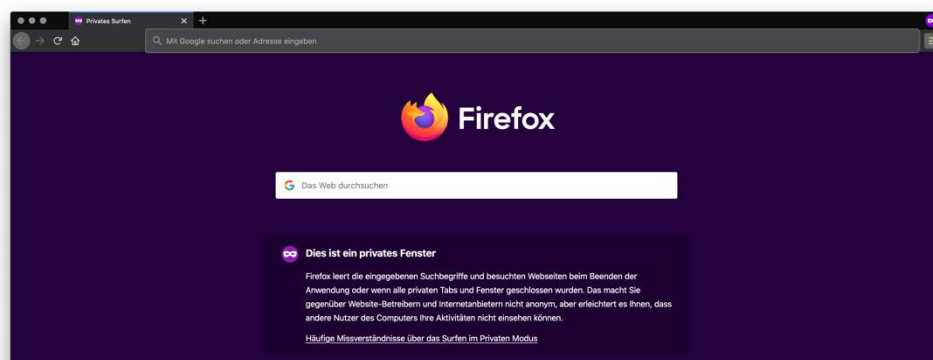 Privates Surfen
Mit Google suchen oder Adresse eingeben
Firefox
Das Web durchsuchen
Dies ist ein privates Fenster
Firefox leert die eingegebenen Suchbegriffe und besuchten Webseiten beim Beenden der
Anwendung oder wenn alle privaten Tabs und Fenster geschlossen wurden. Das macht Sie
gegenüber Website-Betreibern und Internetanbietern nicht anonym, aber erleichtert es Ihnen, dass
andere Nutzer des Computers Ihre Aktivitäten nicht einsehen können.
Häufige Missverständnisse über das Surfen im Privaten Modus